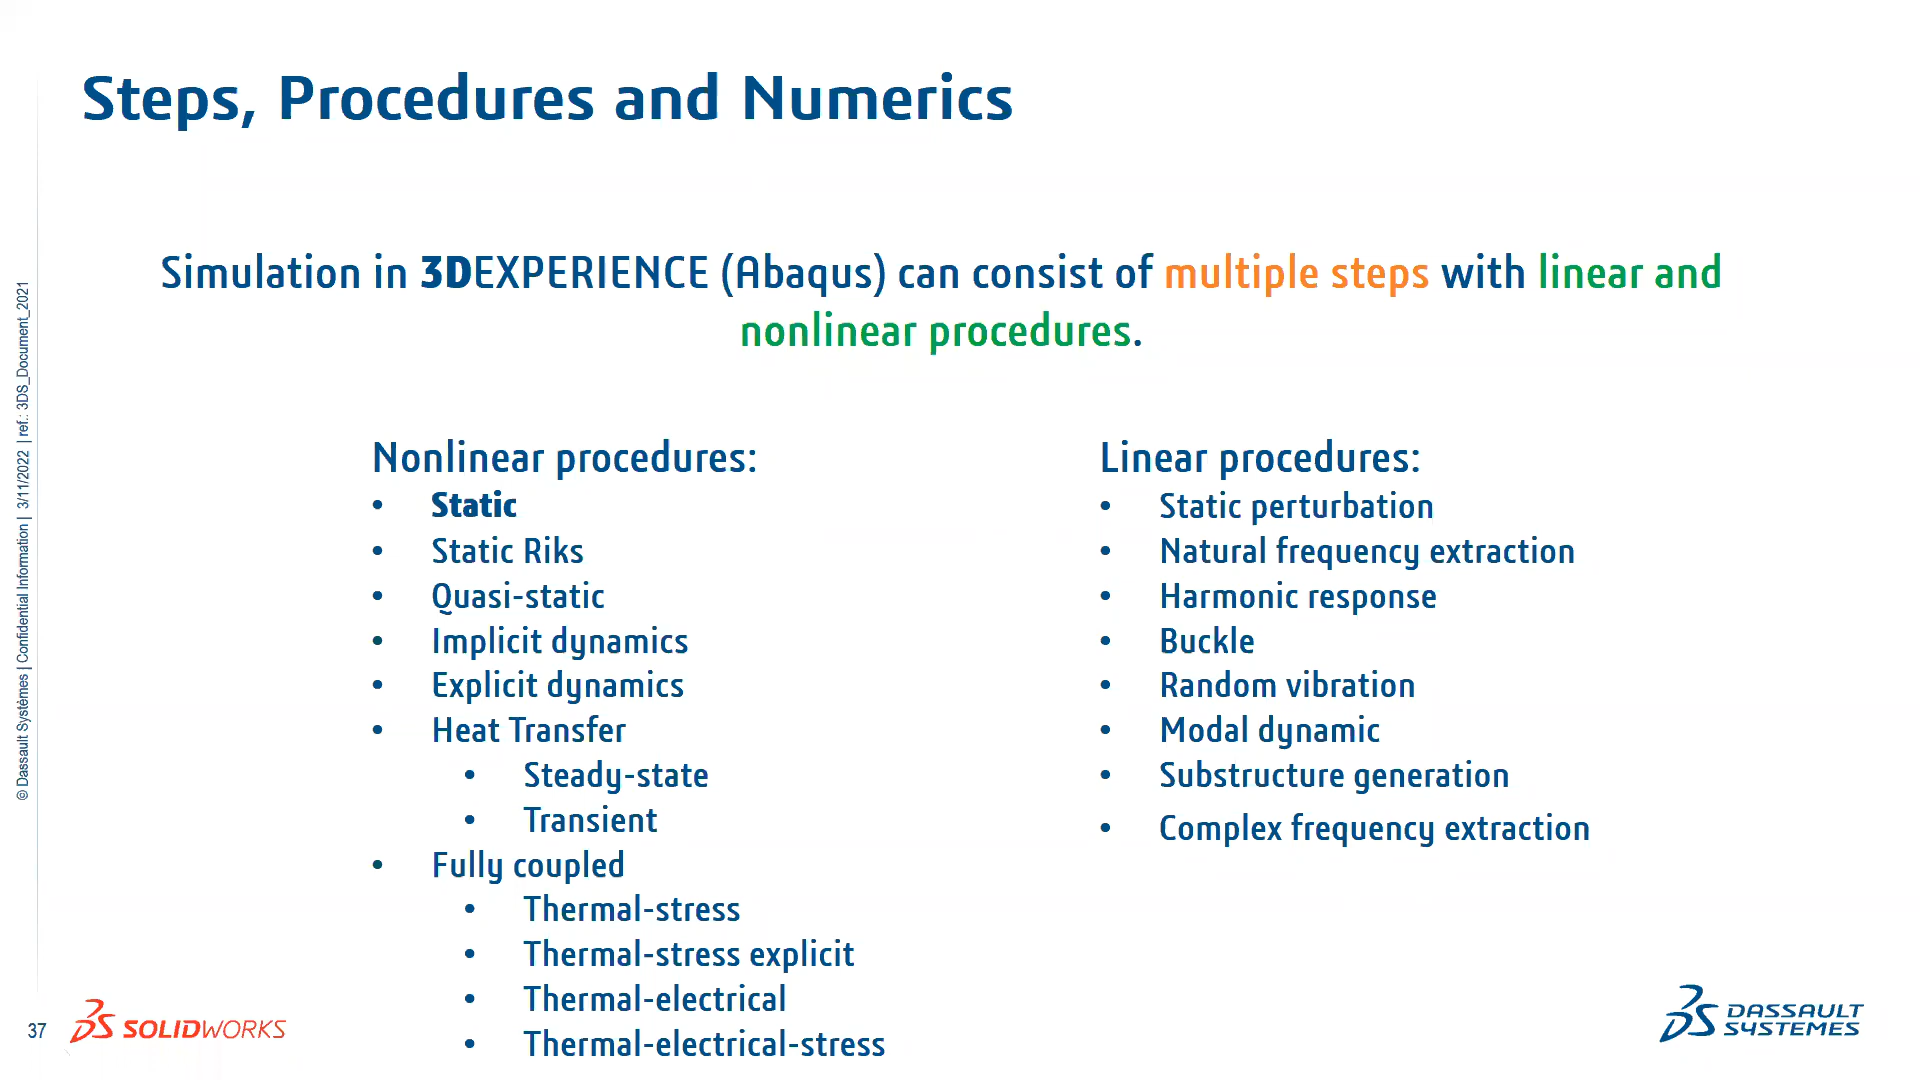 Steps, Procedures and Numerics
Simulation in 3DEXPERIENCE (Abaqus) can consist of multiple steps with linear and
nonlinear procedures.
Nonlinear procedures:
• Static
• Static Riks
• Quasi-static
• Implicit dynamics
• Explicit dynamics
• Heat Transfer
• Steady-state
• Transient
• Fully coupled
• Thermal-stress
• Thermal-stress explicit
• Thermal-electrical
• Thermal-electrical-stress
Linear procedures:
• Static perturbation
• Natural frequency extraction
• Harmonic response
• Buckle
• Random vibration
• Modal dynamic
• Substructure generation
• Complex frequency extraction
© Dassault Systèmes | Confidential Information | 3/11/2022 | ref.: 3DS_Document_2021
37
SOLIDWORKS
DASSAULT
SYSTEMES